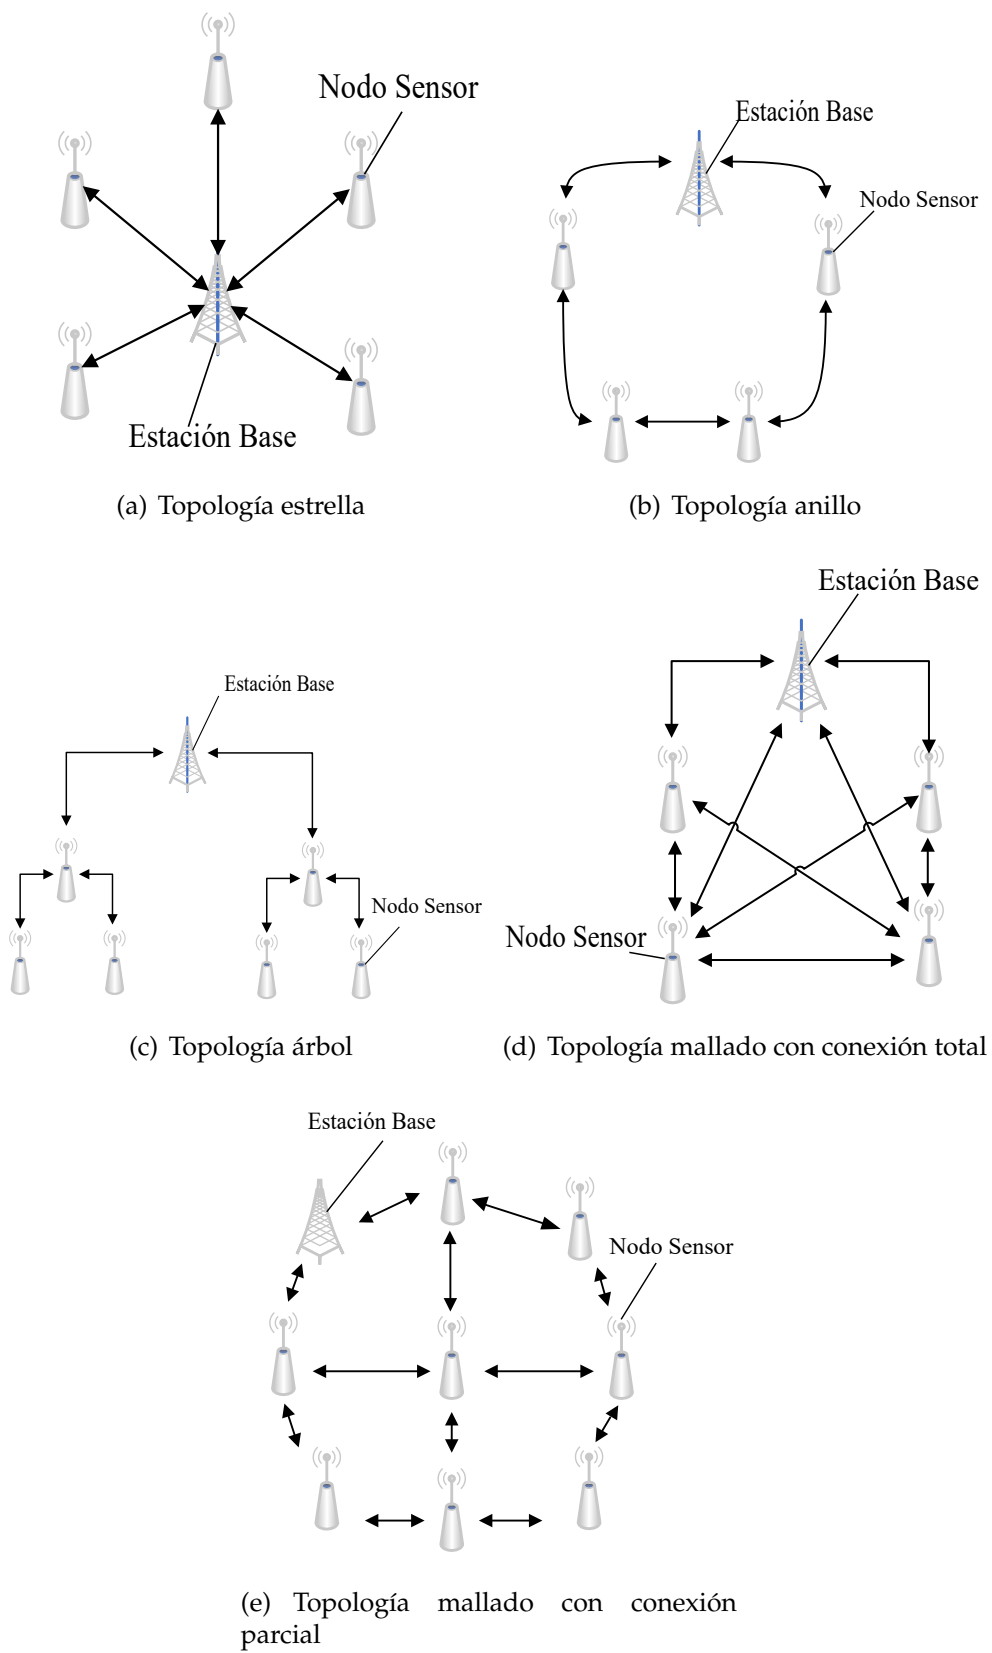 Nodo Sensor
Estación Base
(a) Topología estrella
Estación Base
Nodo Sensor
(b) Topología anillo
Estación Base
Nodo Sensor
(c) Topología árbol
Estación Base
Nodo Sensor
(d) Topología mallado con conexión total
Estación Base
Nodo Sensor
(e) Topología mallado con conexión
parcial